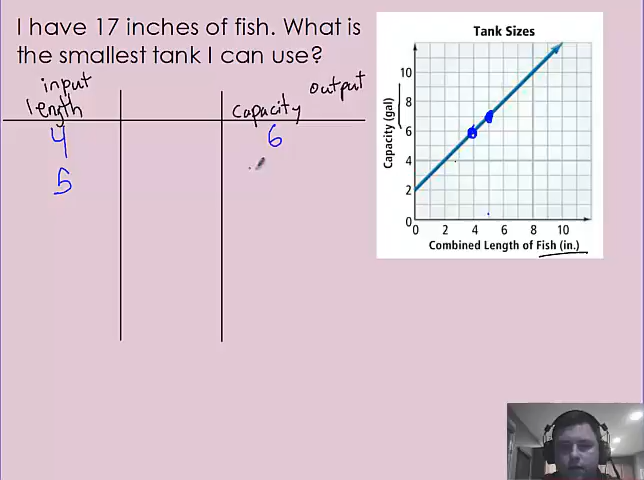 I have 17 inches of fish. What is
the smallest tank I can use?
input
length
output
capacity
4
6
5
Tank Sizes
Capacity (gal)
10
8
6
4
2
0
0 2 4 6 8 10
Combined Length of Fish (in.)